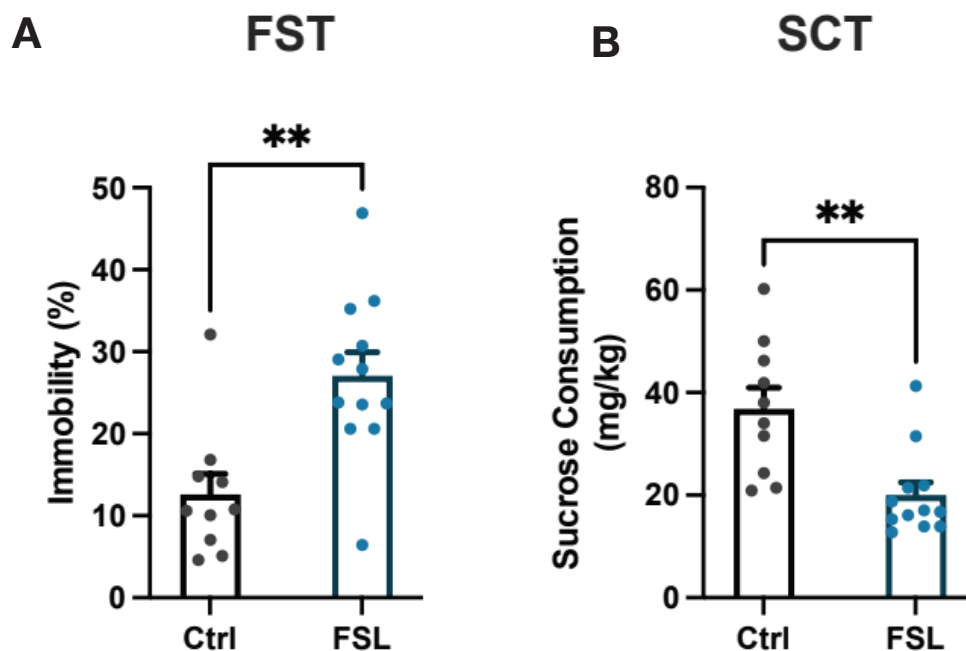 A
FST
**
Immobility (%)
50
40
30
20
10
0
Ctrl
FSL
B
SCT
**
Sucrose Consumption
(mg/kg)
80
60
40
20
0
Ctrl
FSL